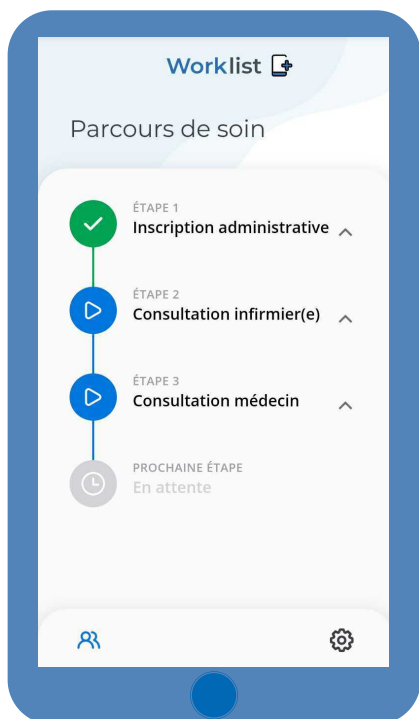 Worklist
Parcours de soin
ÉTAPE 1
Inscription administrative
ÉTAPE 2
Consultation infirmier(e)
ÉTAPE 3
Consultation médecin
PROCHAINE ÉTAPE
En attente